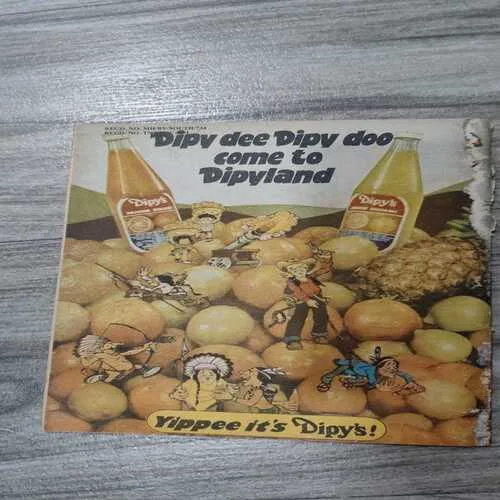 Dipy dee Dipy doo
come to
Dipyland
Dipy's
Dipy's
Yippee it's Dipy's!